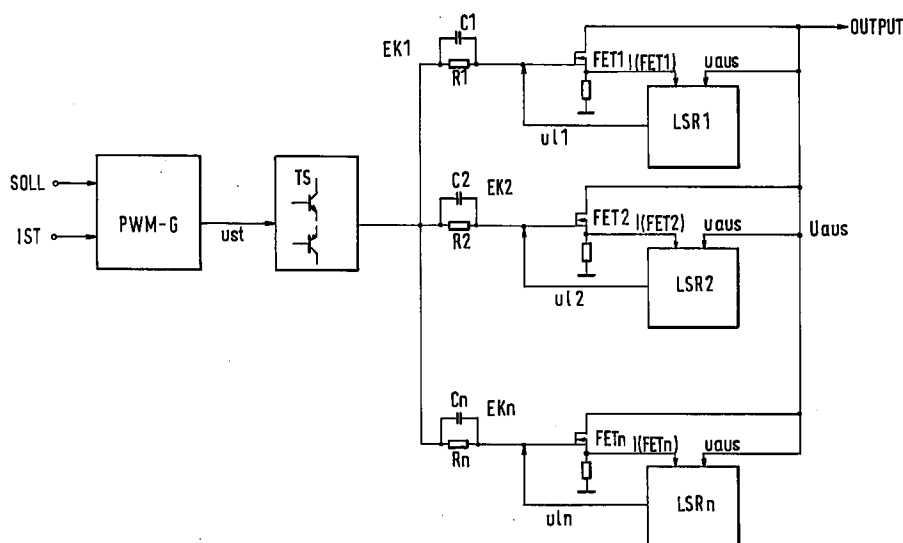 C1
OUTPUT
EK1
R1
FET1
I(FET1)
uaus
LSR1
ul1
SOLL
IST
PWM-G
ust
TS
C2
EK2
R2
FET2
I(FET2)
uaus
Uaus
LSR2
ul2
Cn
EKn
Rn
FETn
I(FETn)
uaus
LSRn
uln